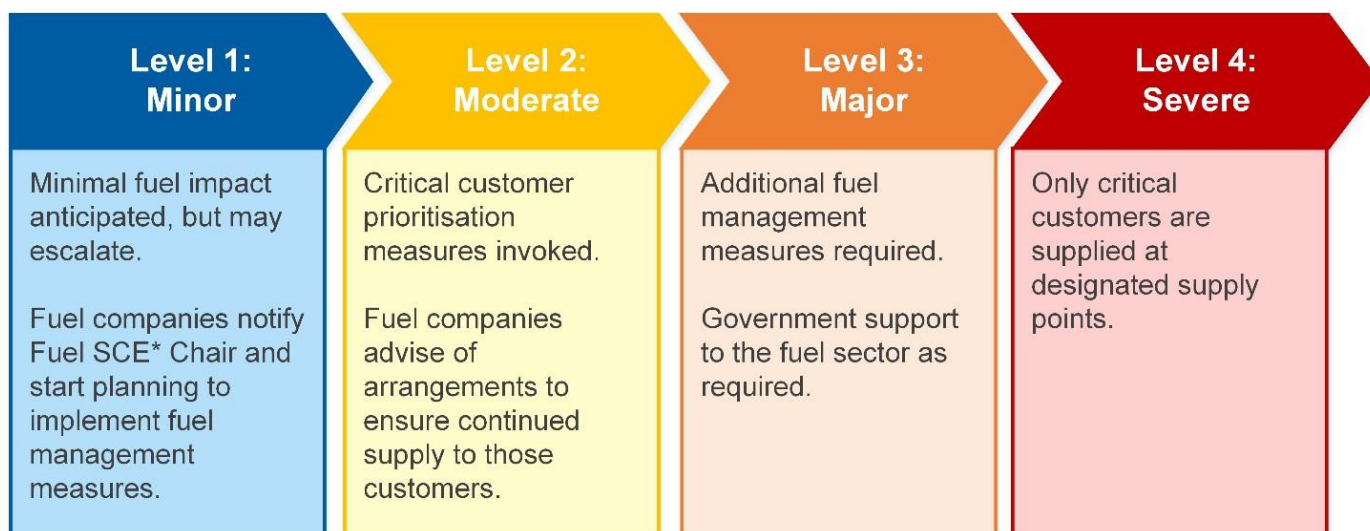 Level 1:
Minor
Level 2:
Moderate
Level 3:
Major
Level 4:
Severe
Minimal fuel impact
anticipated, but may
escalate.
Fuel companies notify
Fuel SCE* Chair and
start planning to
implement fuel
management
measures.
Critical customer
prioritisation
measures invoked.
Fuel companies
advise of
arrangements to
ensure continued
supply to those
customers.
Additional fuel
management
measures required.
Government support
to the fuel sector as
required.
Only critical
customers are
supplied at
designated supply
points.